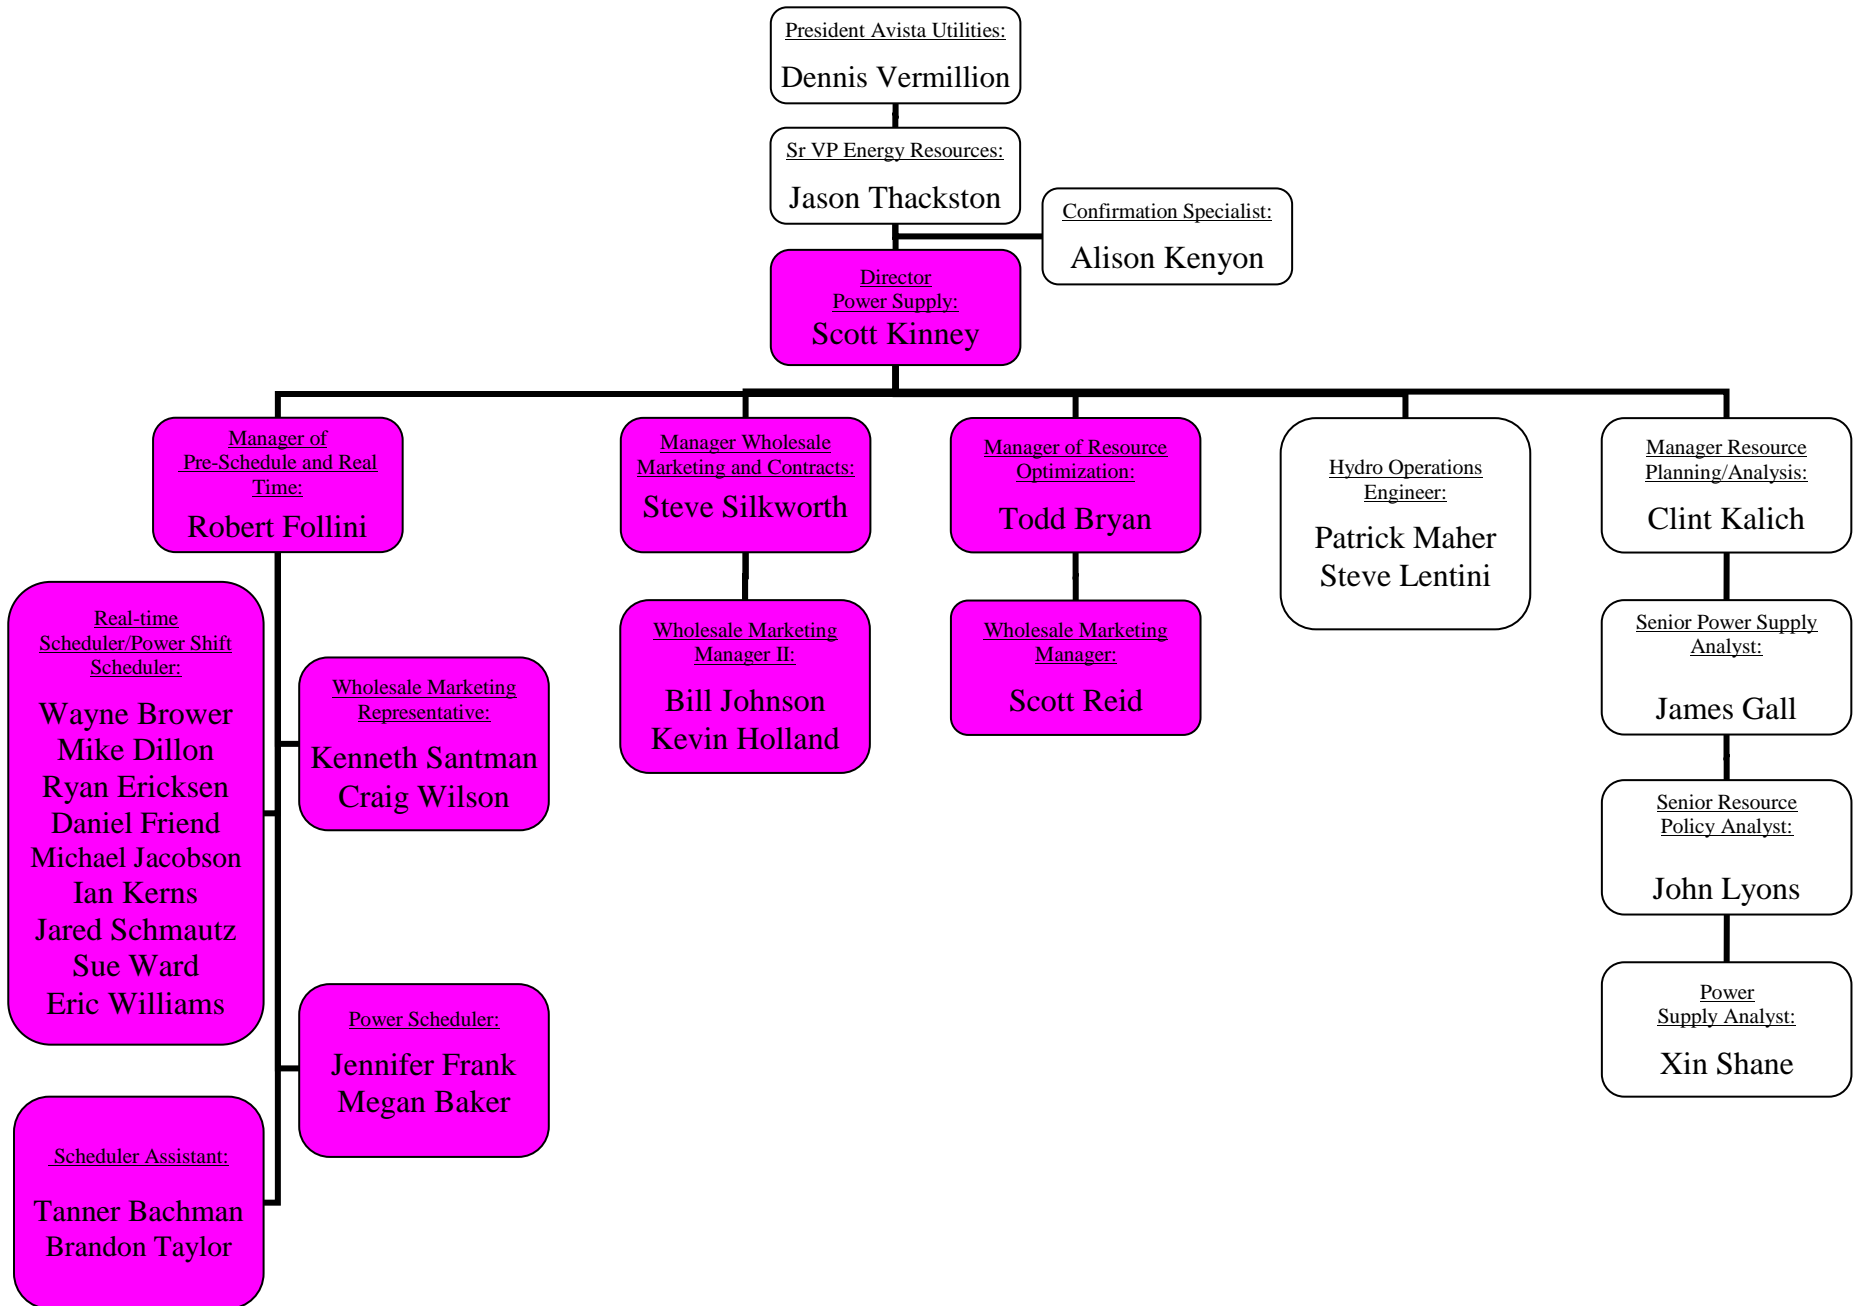 President Avista Utilities:
Dennis Vermillion
Sr VP Energy Resources:
Jason Thackston
Confirmation Specialist:
Alison Kenyon
Director
Power Supply:
Scott Kinney
Manager of
Pre-Schedule and Real
Time:
Robert Follini
Manager Wholesale
Marketing and Contracts:
Steve Silkworth
Manager of Resource
Optimization:
Todd Bryan
Hydro Operations
Engineer:
Patrick Maher
Steve Lentini
Manager Resource
Planning/Analysis:
Clint Kalich
Real-time
Scheduler/Power Shift
Scheduler:
Wayne Brower
Mike Dillon
Ryan Ericksen
Daniel Friend
Michael Jacobson
Ian Kerns
Jared Schmautz
Sue Ward
Eric Williams
Wholesale Marketing
Representative:
Kenneth Santman
Craig Wilson
Wholesale Marketing
Manager II:
Bill Johnson
Kevin Holland
Wholesale Marketing
Manager:
Scott Reid
Senior Power Supply
Analyst:
James Gall
Senior Resource
Policy Analyst:
John Lyons
Power Scheduler:
Jennifer Frank
Megan Baker
Power
Supply Analyst:
Xin Shane
Scheduler Assistant:
Tanner Bachman
Brandon Taylor